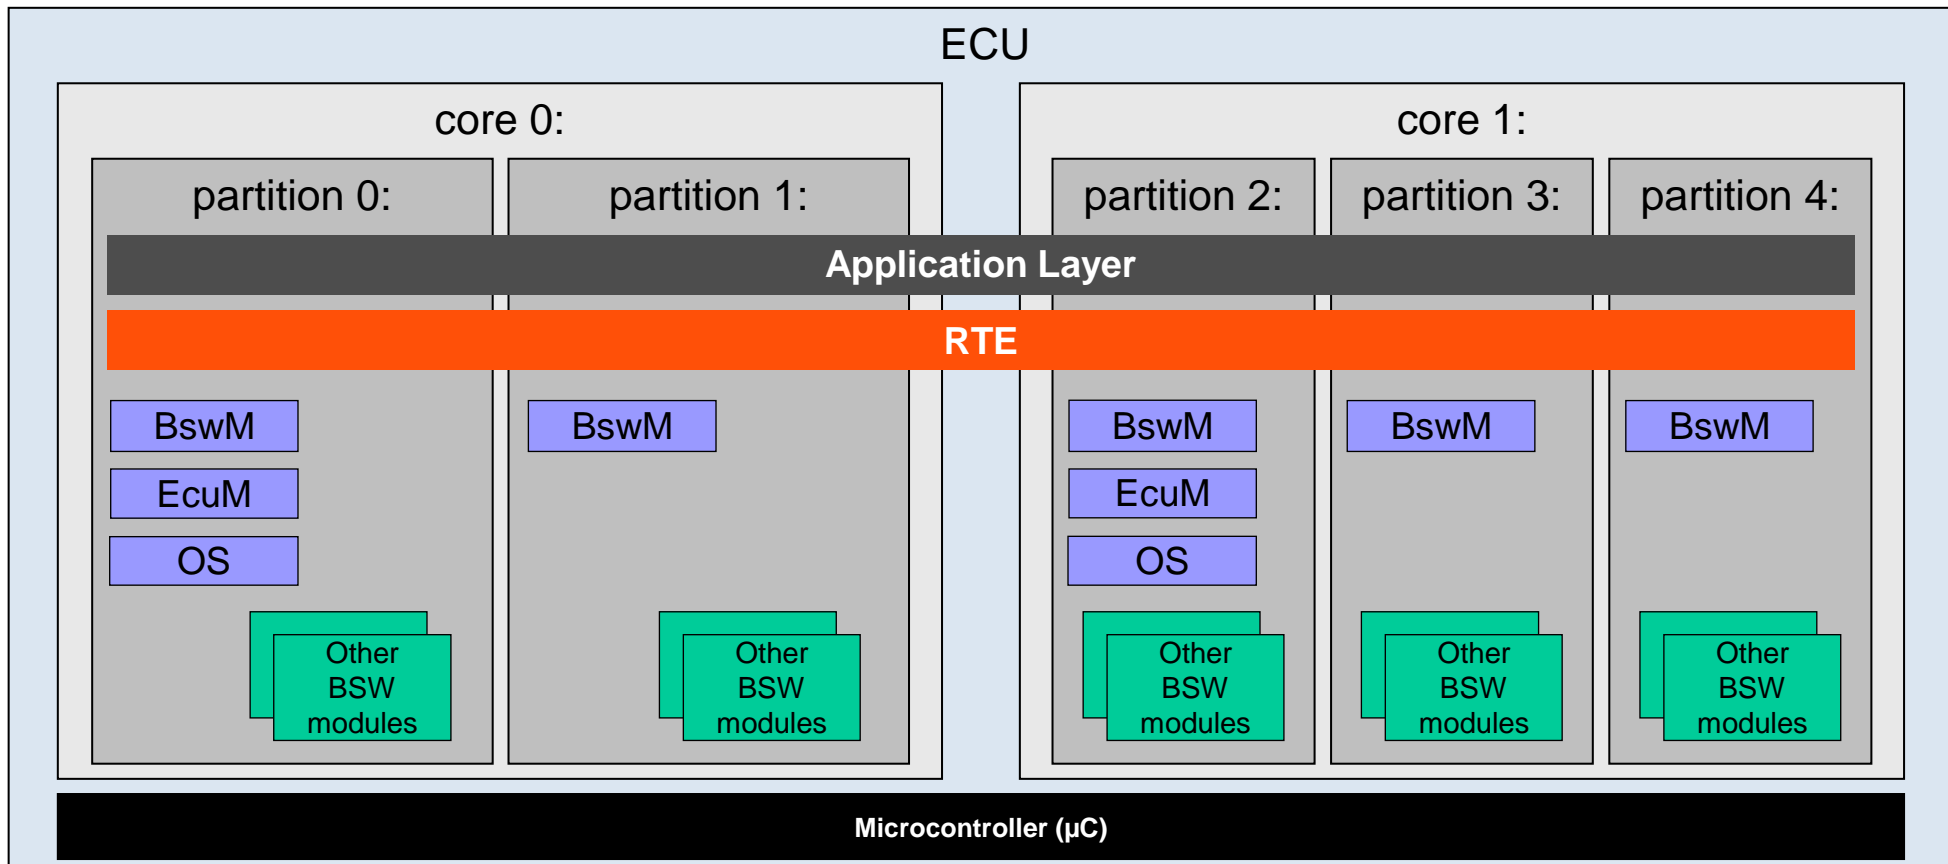 ECU
core 0:
core 1:
partition 0:
partition 1:
partition 2:
partition 3:
partition 4:
Application Layer
RTE
BswM
BswM
BswM
BswM
BswM
EcuM
EcuM
OS
OS
Other
BSW
modules
Other
BSW
modules
Other
BSW
modules
Other
BSW
modules
Other
BSW
modules
Microcontroller (µC)